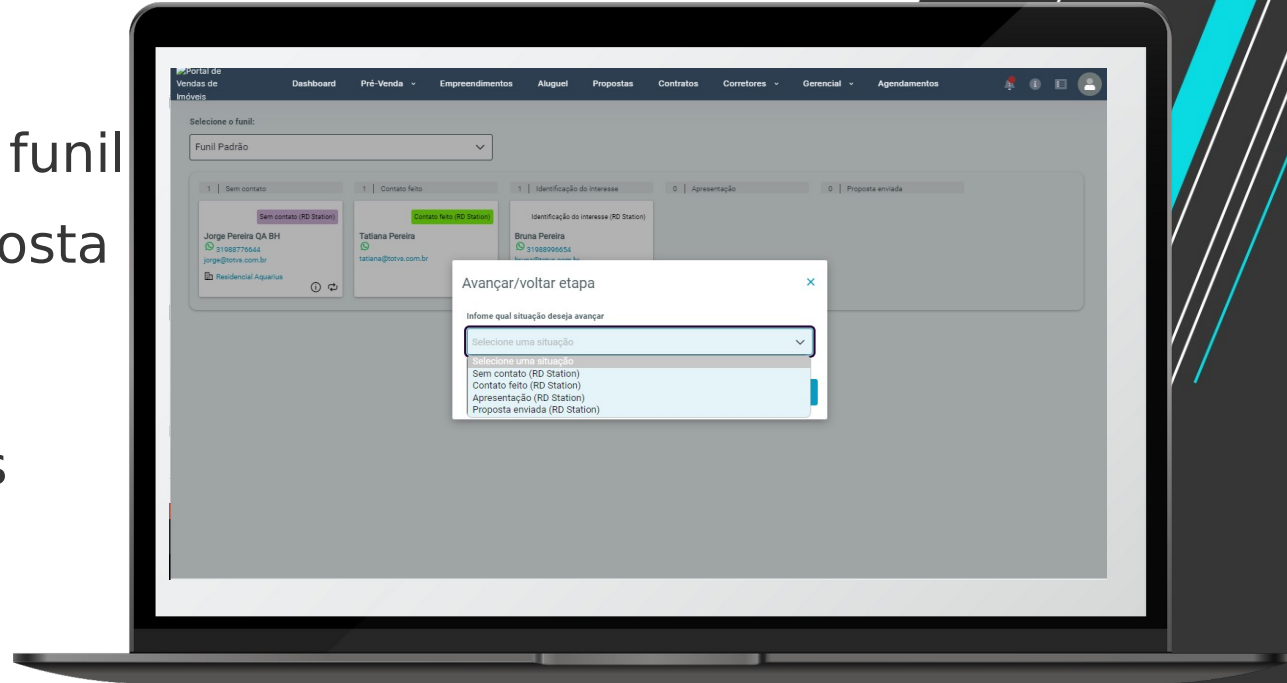 funil
osta
s
Portal de
Vendas de
Imóveis
Dashboard Pré-Venda Empreendimentos Aluguel Propostas Contratos Corretores Gerencial Agendamentos
Selecione o funil:
Funil Padrão
1 | Sem contato 1 | Contato feito 1 | Identificação do interesse 0 | Apresentação 0 | Proposta enviada
Sem contato (RD Station)
Jorge Pereira QA BH
31988776644
jorge@totvs.com.br
Residencial Aquarius
Contato feito (RD Station)
Tatiana Pereira
tatiana@totvs.com.br
Identificação do interesse (RD Station)
Bruna Pereira
31988996654
Avançar/voltar etapa ×
Infome qual situação deseja avançar
Selecione uma situação
Selecione uma situação
Sem contato (RD Station)
Contato feito (RD Station)
Apresentação (RD Station)
Proposta enviada (RD Station)